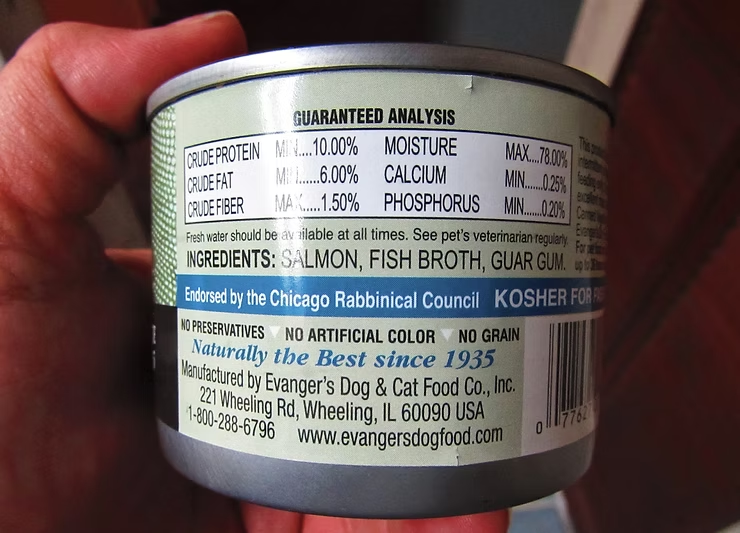 GUARANTEED ANALYSIS
CRUDE PROTEIN MIN....10.00% MOISTURE MAX....78.00%
CRUDE FAT MIN......6.00% CALCIUM MIN.......0.25%
CRUDE FIBER MAX.....1.50% PHOSPHORUS MIN.......0.20%
Fresh water should be available at all times. See pet's veterinarian regularly.
INGREDIENTS: SALMON, FISH BROTH, GUAR GUM.
Endorsed by the Chicago Rabbinical Council KOSHER FOR
NO PRESERVATIVES NO ARTIFICIAL COLOR NO GRAIN
Naturally the Best since 1935
Manufactured by Evanger's Dog & Cat Food Co., Inc.
221 Wheeling Rd, Wheeling, IL 60090 USA
1-800-288-6796 www.evangersdogfood.com
0